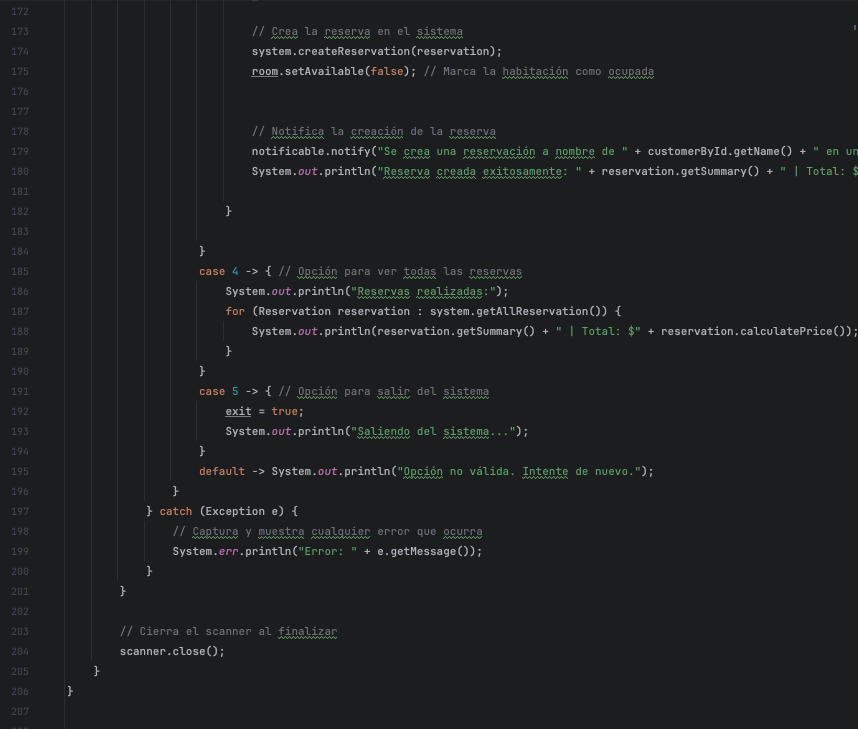 172
173 // Crea la reserva en el sistema
174 system.createReservation(reservation);
175 room.setAvailable(false); // Marca la habitación como ocupada
176
177
178 // Notifica la creación de la reserva
179 notificable.notify("Se crea una reservación a nombre de " + customerById.getName() + " en un
180 System.out.println("Reserva creada exitosamente: " + reservation.getSummary() + " | Total: $
181
182 }
183
184 }
185 case 4 -> { // Opción para ver todas las reservas
186 System.out.println("Reservas realizadas:");
187 for (Reservation reservation : system.getAllReservation()) {
188 System.out.println(reservation.getSummary() + " | Total: $" + reservation.calculatePrice());
189 }
190 }
191 case 5 -> { // Opción para salir del sistema
192 exit = true;
193 System.out.println("Saliendo del sistema...");
194 }
195 default -> System.out.println("Opción no válida. Intente de nuevo.");
196 }
197 } catch (Exception e) {
198 // Captura y muestra cualquier error que ocurra
199 System.err.println("Error: " + e.getMessage());
200 }
201 }
202
203 // Cierra el scanner al finalizar
204 scanner.close();
205 }
206 }
207